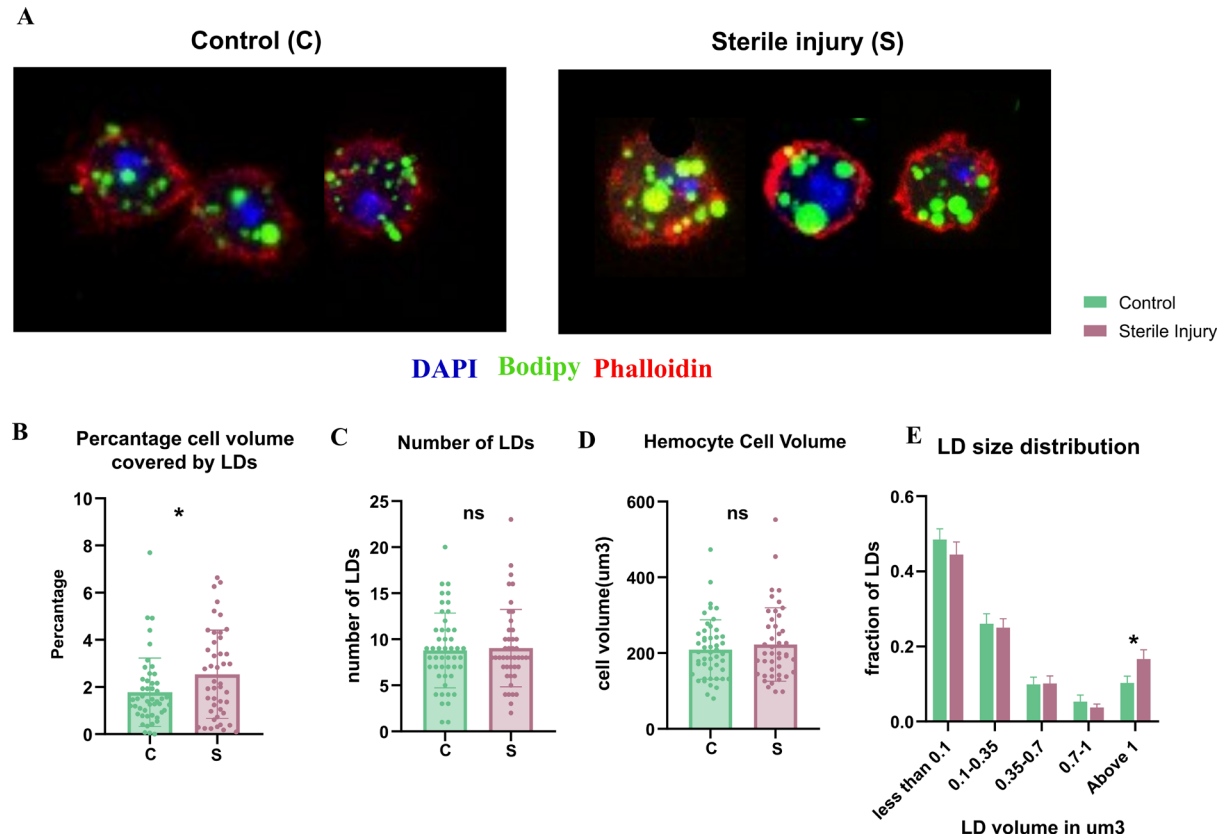 A
Control (C)
Sterile injury (S)
Control
Sterile Injury
DAPI Bodipy Phalloidin
B
Percantage cell volume
covered by LDs
Percentage
10
8
6
4
2
0
*
C
S
C
Number of LDs
number of LDs
25
20
15
10
5
0
ns
C
S
D
Hemocyte Cell Volume
cell volume(um3)
600
400
200
0
ns
C
S
E
LD size distribution
fraction of LDs
0.6
0.4
0.2
0.0
*
less than 0.1
0.1-0.35
0.35-0.7
0.7-1
Above 1
LD volume in um3